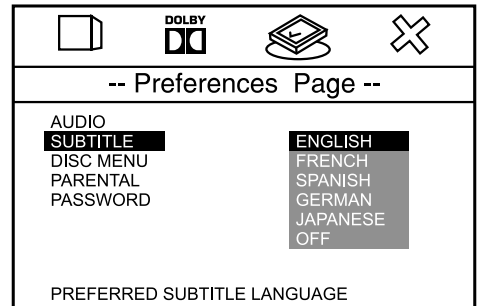 DOLBY
-- Preferences Page --
AUDIO
SUBTITLE ENGLISH
DISC MENU FRENCH
PARENTAL SPANISH
PASSWORD GERMAN
JAPANESE
OFF
PREFERRED SUBTITLE LANGUAGE